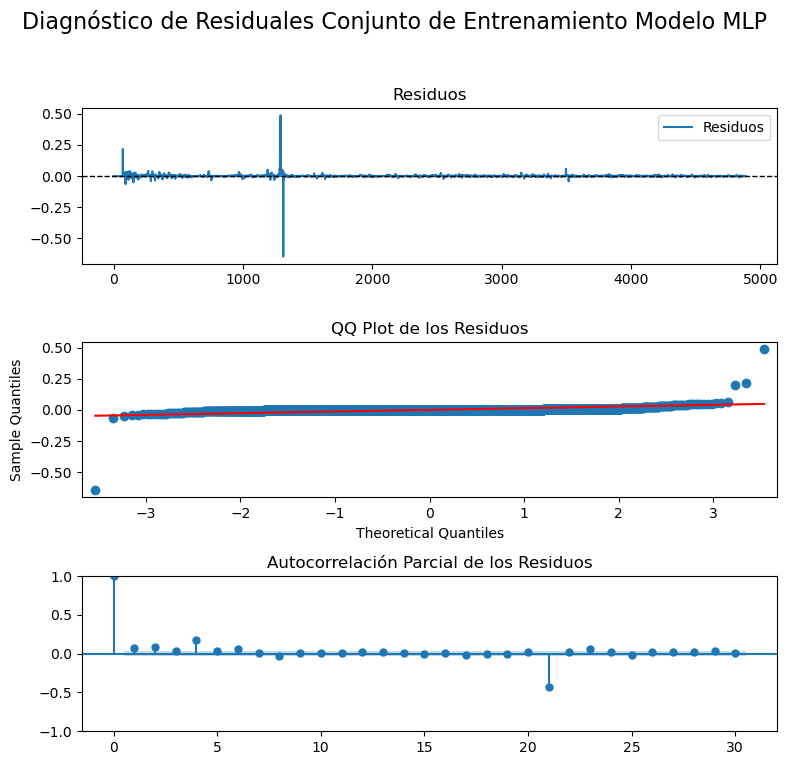 Diagnóstico de Residuales Conjunto de Entrenamiento Modelo MLP
Residuos
0.50
0.25
0.00
−0.25
−0.50
Residuos
0 1000 2000 3000 4000 5000
QQ Plot de los Residuos
Sample Quantiles
0.50
0.25
0.00
−0.25
−0.50
−3 −2 −1 0 1 2 3
Theoretical Quantiles
Autocorrelación Parcial de los Residuos
1.0
0.5
0.0
−0.5
−1.0
0 5 10 15 20 25 30